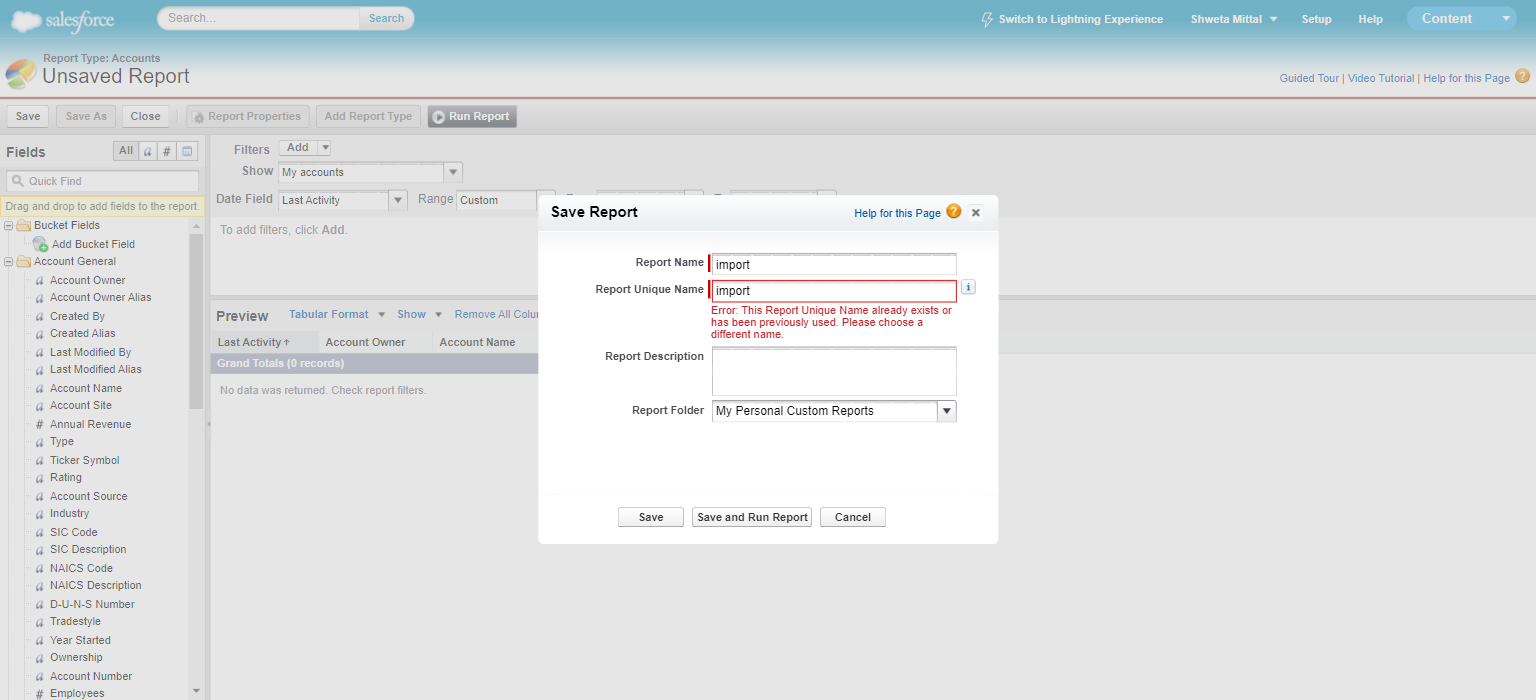 salesforce
Search...
Search
Switch to Lightning Experience
Shweta Mittal
Setup
Help
Content
Report Type: Accounts
Unsaved Report
Guided Tour | Video Tutorial | Help for this Page
Save
Save As
Close
Report Properties
Add Report Type
Run Report
Fields
All
a
#
Quick Find
Drag and drop to add fields to the report.
Bucket Fields
Add Bucket Field
Account General
a Account Owner
a Account Owner Alias
a Created By
a Created Alias
a Last Modified By
a Last Modified Alias
a Account Name
a Account Site
# Annual Revenue
a Type
a Ticker Symbol
a Rating
a Account Source
a Industry
a SIC Code
a SIC Description
a NAICS Code
a NAICS Description
a D-U-N-S Number
a Tradestyle
a Year Started
a Ownership
a Account Number
# Employees
Filters
Add
Show
My accounts
Date Field
Last Activity
Range
Custom
To add filters, click Add.
Preview
Tabular Format
Show
Remove All
Last Activity
Account Owner
Account Name
Grand Totals (0 records)
No data was returned. Check report filters.
Save Report
Help for this Page ?
Report Name
import
Report Unique Name
import
i
Error: This Report Unique Name already exists or
has been previously used. Please choose a
different name.
Report Description
Report Folder
My Personal Custom Reports
Save
Save and Run Report
Cancel